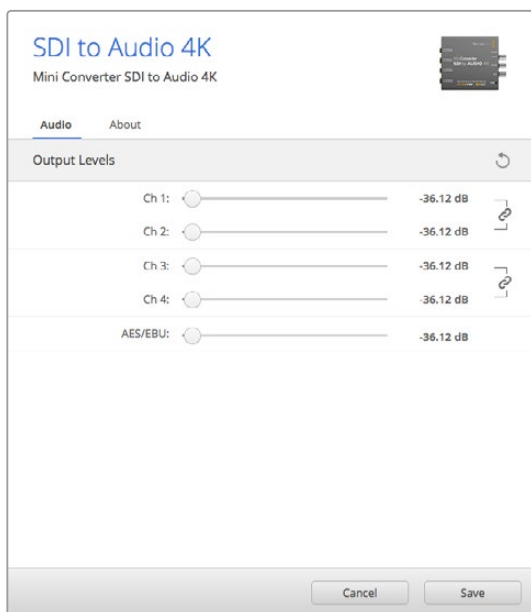 SDI to Audio 4K
Mini Converter SDI to Audio 4K
Audio About
Output Levels
Ch 1: -36.12 dB
Ch 2: -36.12 dB
Ch 3: -36.12 dB
Ch 4: -36.12 dB
AES/EBU: -36.12 dB
Cancel Save